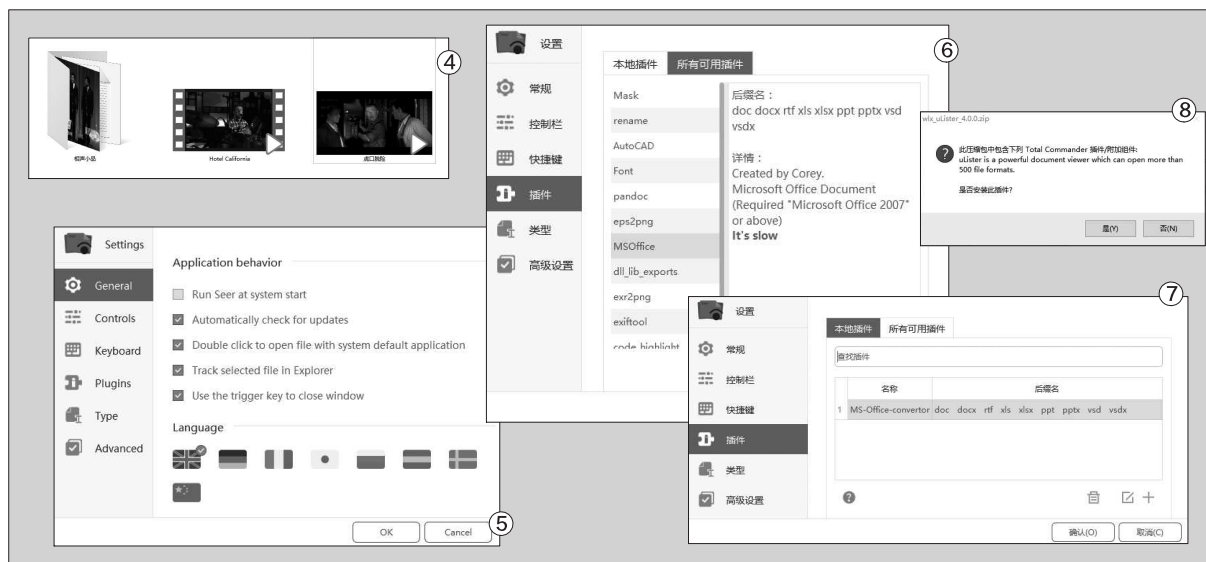 ④
相声小品
Hotel California
虎口脱险
Settings
General
Controls
Keyboard
Plugins
Type
Advanced
Application behavior
Run Seer at system start
Automatically check for updates
Double click to open file with system default application
Track selected file in Explorer
Use the trigger key to close window
Language
OK
Cancel
⑤
⑥
设置
常规
控制栏
快捷键
插件
类型
高级设置
本地插件
所有可用插件
Mask
rename
AutoCAD
Font
pandoc
eps2png
MSOffice
dll_lib_exports
exr2png
exiftool
code_highlight
后缀名：
doc docx rtf xls xlsx ppt pptx vsd
vsdx
详情：
Created by Corey.
Microsoft Office Document
(Required "Microsoft Office 2007"
or above)
It's slow
⑧
wlx_uLister_4.0.0.zip
此压缩包中包含下列 Total Commander 插件/附加组件:
uLister is a powerful document viewer which can open more than
500 file formats.
是否安装此插件?
是(Y)
否(N)
⑦
设置
常规
控制栏
快捷键
插件
类型
高级设置
本地插件
所有可用插件
查找插件
名称
后缀名
1 MS-Office-convertor doc docx rtf xls xlsx ppt pptx vsd vsdx
确认(O)
取消(C)